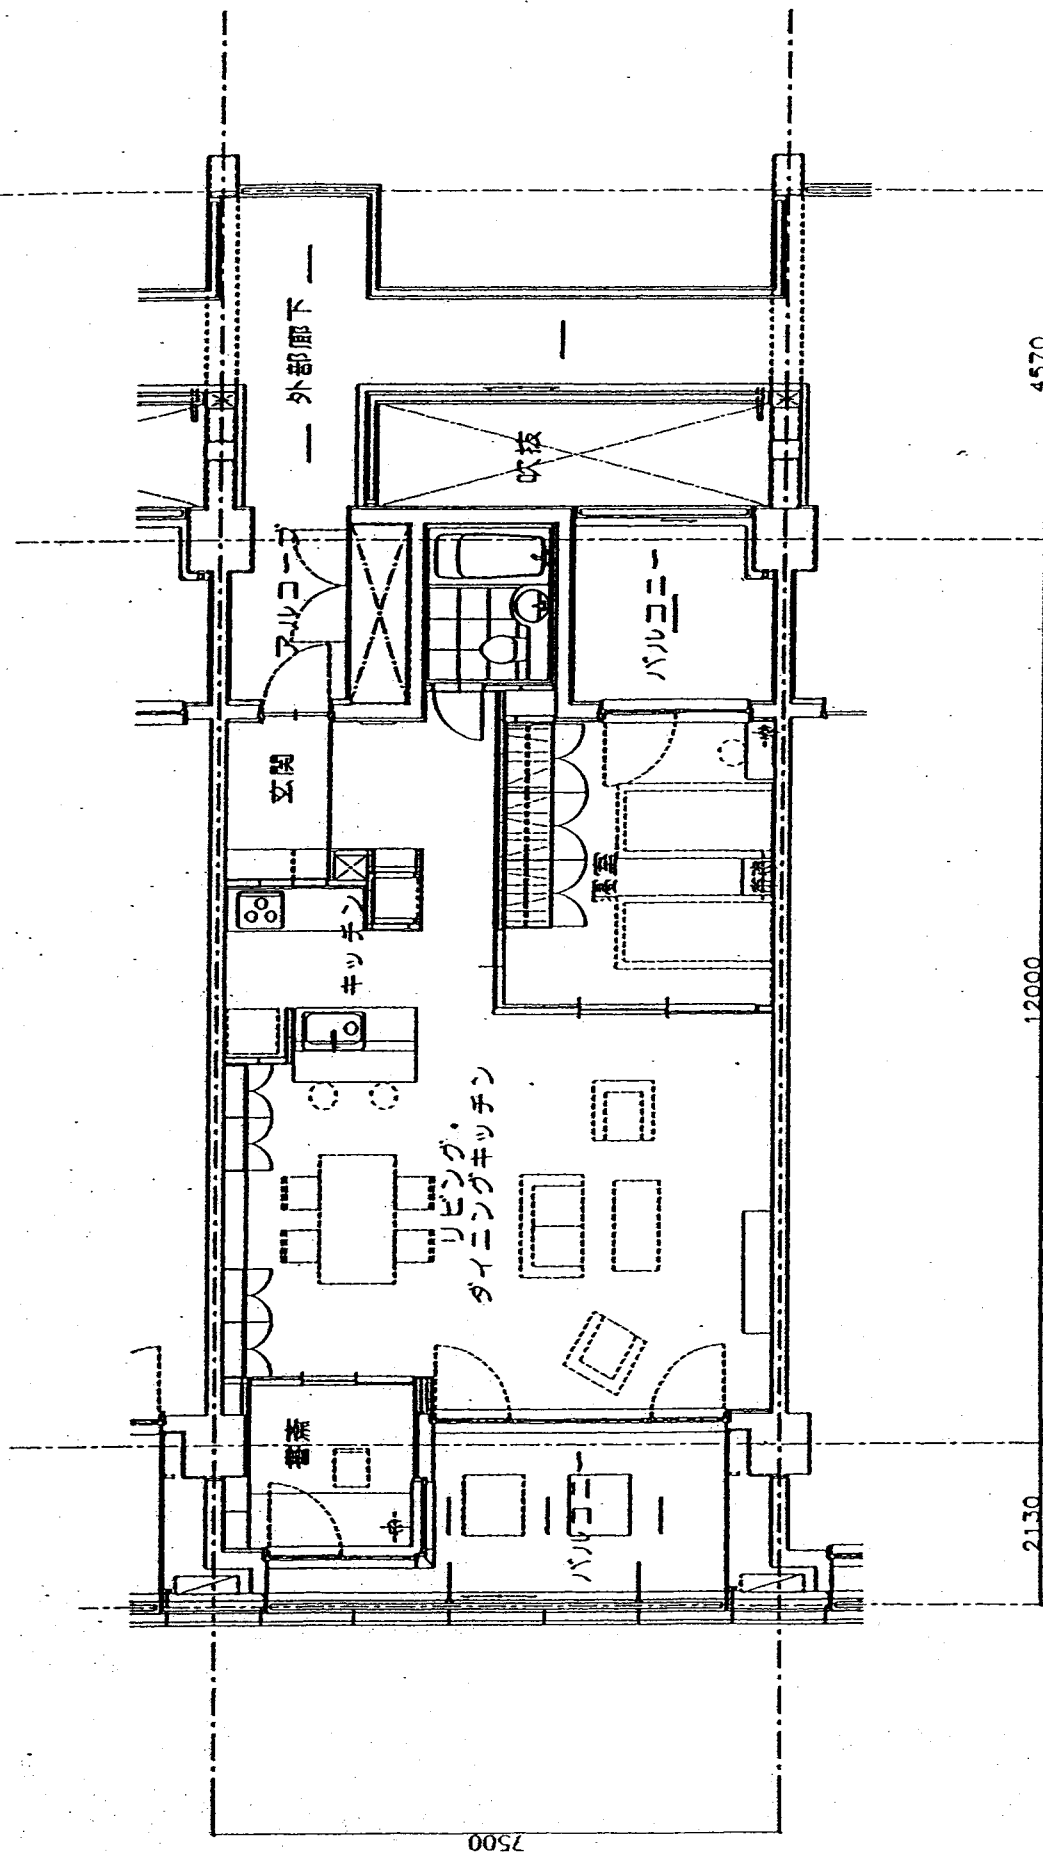 外部廊下
吹抜
アルコーブ
バルコニー
玄関
寝室
キッチン
リビング・
ダイニングキッチン
書斎
バルコニー
4570
12000
2130
7500